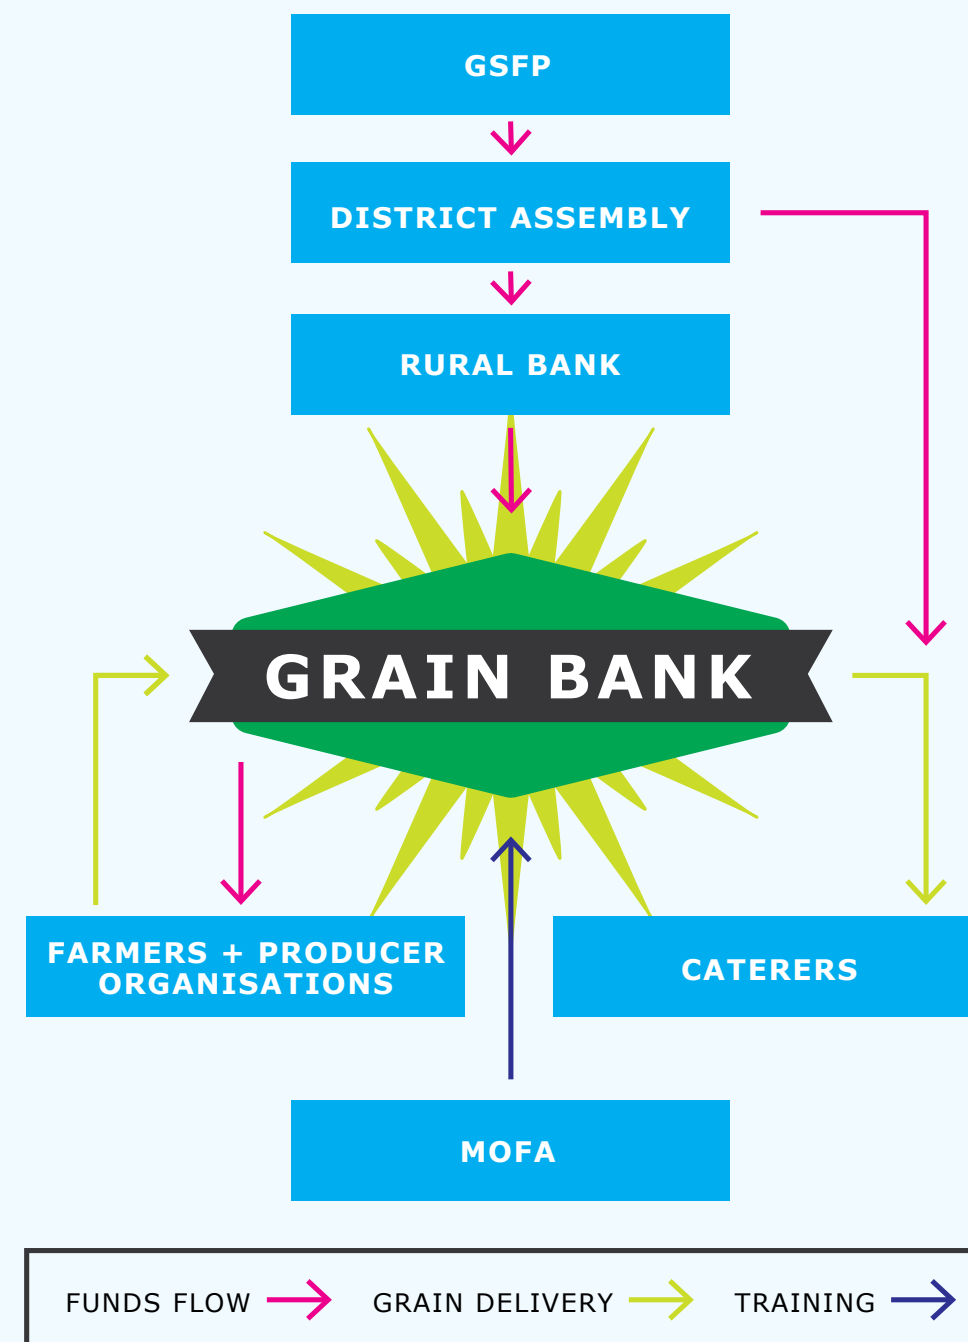 GSFP
DISTRICT ASSEMBLY
RURAL BANK
GRAIN BANK
FARMERS + PRODUCER
ORGANISATIONS
CATERERS
MOFA
FUNDS FLOW
GRAIN DELIVERY
TRAINING